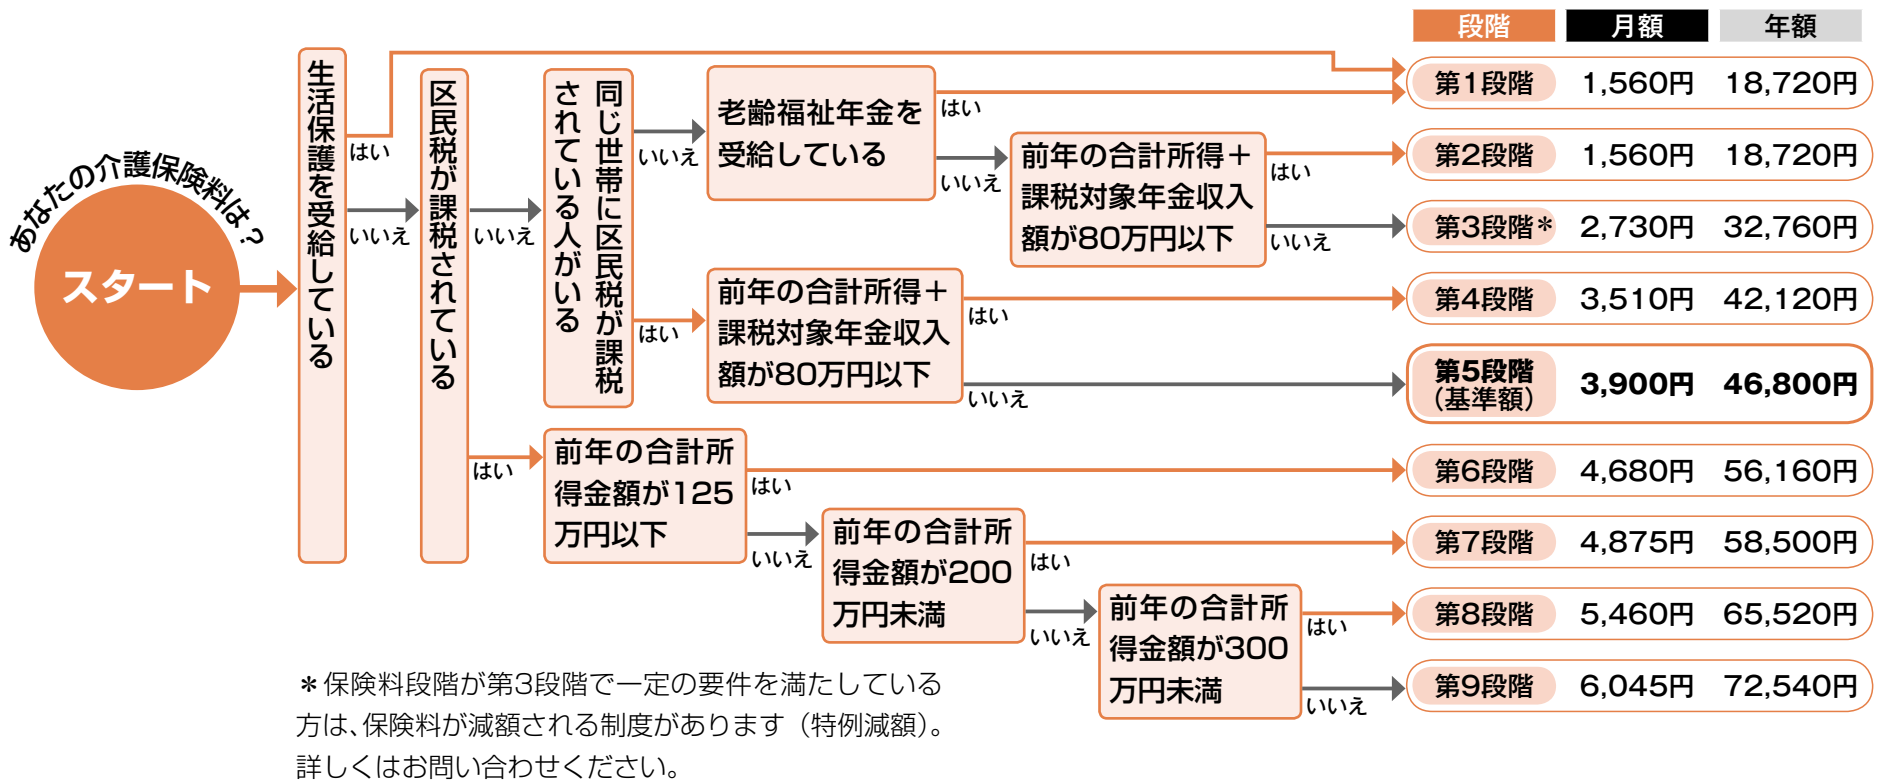 段階 月額 年額
あなたの介護保険料は？
スタート
生活保護を受給している
はい
いいえ
区民税が課税されている
いいえ
はい
同じ世帯に区民税が課税
されている人がいる
いいえ
はい
老齢福祉年金を
受給している
はい
いいえ
前年の合計所得＋
課税対象年金収入
額が80万円以下
はい
いいえ
前年の合計所得＋
課税対象年金収入
額が80万円以下
はい
いいえ
前年の合計所
得金額が125
万円以下
はい
いいえ
前年の合計所
得金額が200
万円未満
はい
いいえ
前年の合計所
得金額が300
万円未満
はい
いいえ
第1段階 1,560円 18,720円
第2段階 1,560円 18,720円
第3段階＊ 2,730円 32,760円
第4段階 3,510円 42,120円
第5段階
（基準額） 3,900円 46,800円
第6段階 4,680円 56,160円
第7段階 4,875円 58,500円
第8段階 5,460円 65,520円
第9段階 6,045円 72,540円
＊保険料段階が第3段階で一定の要件を満たしている
方は、保険料が減額される制度があります（特例減額）。
詳しくはお問い合わせください。